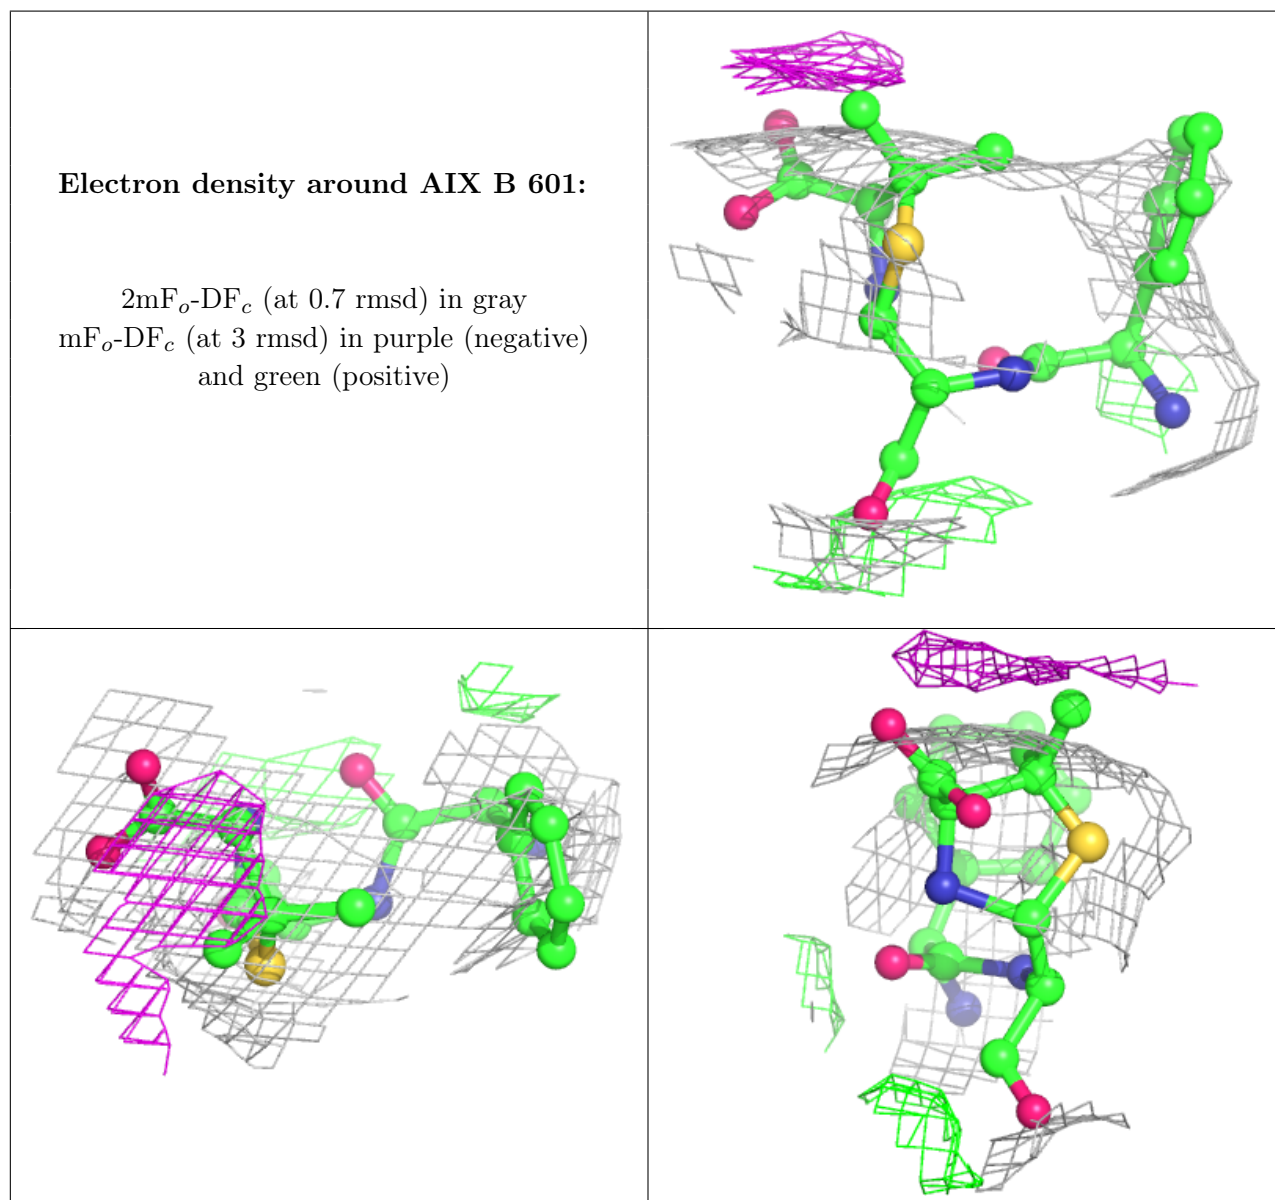 Electron density around AIX B 601:
2mFo-DFc (at 0.7 rmsd) in gray
mFo-DFc (at 3 rmsd) in purple (negative)
and green (positive)